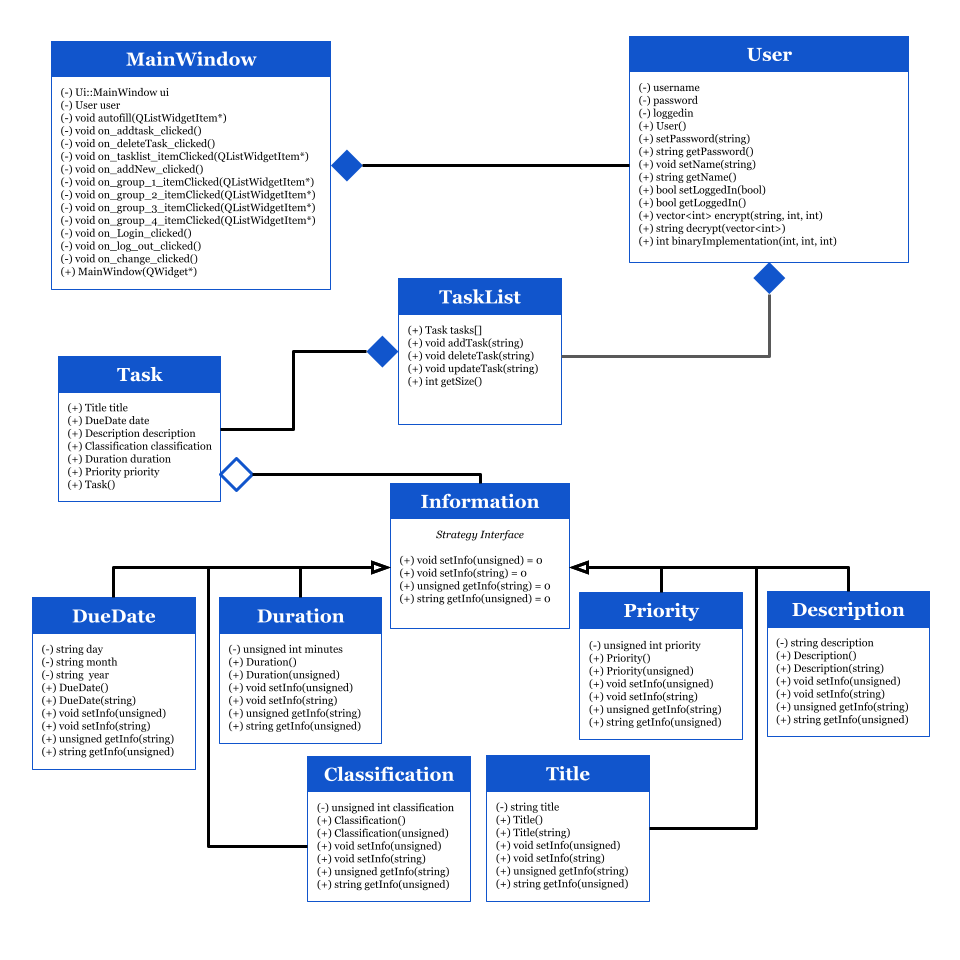 MainWindow
(-) Ui::MainWindow ui
(-) User user
(-) void autofill(QListWidgetItem*)
(-) void on_addtask_clicked()
(-) void on_deleteTask_clicked()
(-) void on_tasklist_itemClicked(QListWidgetItem*)
(-) void on_addNew_clicked()
(-) void on_group_1_itemClicked(QListWidgetItem*)
(-) void on_group_2_itemClicked(QListWidgetItem*)
(-) void on_group_3_itemClicked(QListWidgetItem*)
(-) void on_group_4_itemClicked(QListWidgetItem*)
(-) void on_Login_clicked()
(-) void on_log_out_clicked()
(-) void on_change_clicked()
(+) MainWindow(QWidget*)
User
(-) username
(-) password
(-) loggedin
(+) User()
(+) setPassword(string)
(+) string getPassword()
(+) void setName(string)
(+) string getName()
(+) bool setLoggedIn(bool)
(+) bool getLoggedIn()
(+) vector<int> encrypt(string, int, int)
(+) string decrypt(vector<int>)
(+) int binaryImplementation(int, int, int)
TaskList
(+) Task tasks[]
(+) void addTask(string)
(+) void deleteTask(string)
(+) void updateTask(string)
(+) int getSize()
Task
(+) Title title
(+) DueDate date
(+) Description description
(+) Classification classification
(+) Duration duration
(+) Priority priority
(+) Task()
Information
Strategy Interface
(+) void setInfo(unsigned) = 0
(+) void setInfo(string) = 0
(+) unsigned getInfo(string) = 0
(+) string getInfo(unsigned) = 0
DueDate
(-) string day
(-) string month
(-) string  year
(+) DueDate()
(+) DueDate(string)
(+) void setInfo(unsigned)
(+) void setInfo(string)
(+) unsigned getInfo(string)
(+) string getInfo(unsigned)
Duration
(-) unsigned int minutes
(+) Duration()
(+) Duration(unsigned)
(+) void setInfo(unsigned)
(+) void setInfo(string)
(+) unsigned getInfo(string)
(+) string getInfo(unsigned)
Priority
(-) unsigned int priority
(+) Priority()
(+) Priority(unsigned)
(+) void setInfo(unsigned)
(+) void setInfo(string)
(+) unsigned getInfo(string)
(+) string getInfo(unsigned)
Description
(-) string description
(+) Description()
(+) Description(string)
(+) void setInfo(unsigned)
(+) void setInfo(string)
(+) unsigned getInfo(string)
(+) string getInfo(unsigned)
Classification
(-) unsigned int classification
(+) Classification()
(+) Classification(unsigned)
(+) void setInfo(unsigned)
(+) void setInfo(string)
(+) unsigned getInfo(string)
(+) string getInfo(unsigned)
Title
(-) string title
(+) Title()
(+) Title(string)
(+) void setInfo(unsigned)
(+) void setInfo(string)
(+) unsigned getInfo(string)
(+) string getInfo(unsigned)